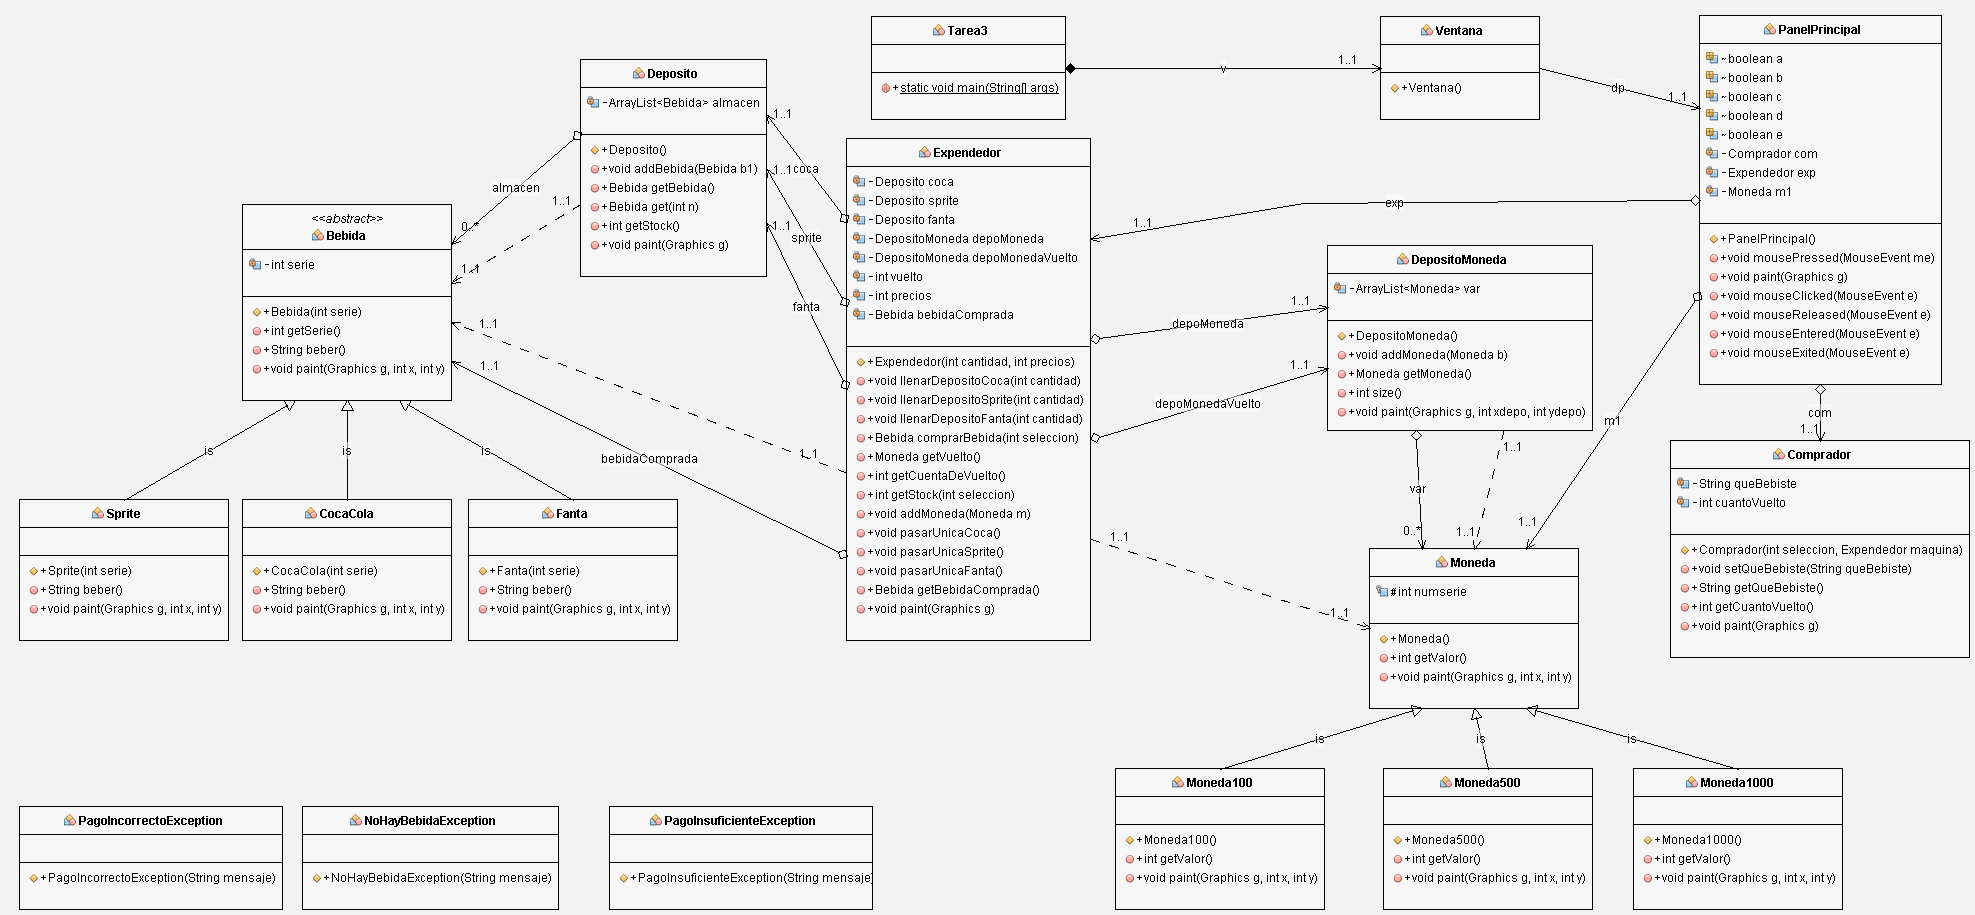 Tarea3
+static void main(String[] args)
v
1..1
Ventana
+Ventana()
dp
1..1
PanelPrincipal
~boolean a
~boolean b
~boolean c
~boolean d
~boolean e
-Comprador com
-Expendedor exp
-Moneda m1
+PanelPrincipal()
+void mousePressed(MouseEvent me)
+void paint(Graphics g)
+void mouseClicked(MouseEvent e)
+void mouseReleased(MouseEvent e)
+void mouseEntered(MouseEvent e)
+void mouseExited(MouseEvent e)
Deposito
-ArrayList<Bebida> almacen
+Deposito()
+void addBebida(Bebida b1)
+Bebida getBebida()
+Bebida get(int n)
+int getStock()
+void paint(Graphics g)
almacen
0..*
1..1
1..1
1..1
coca
1..1
sprite
1..1
fanta
Expendedor
-Deposito coca
-Deposito sprite
-Deposito fanta
-DepositoMoneda depoMoneda
-DepositoMoneda depoMonedaVuelto
-int vuelto
-int precios
-Bebida bebidaComprada
+Expendedor(int cantidad, int precios)
+void llenarDepositoCoca(int cantidad)
+void llenarDepositoSprite(int cantidad)
+void llenarDepositoFanta(int cantidad)
+Bebida comprarBebida(int seleccion)
+Moneda getVuelto()
+int getCuentaDeVuelto()
+int getStock(int seleccion)
+void addMoneda(Moneda m)
+void pasarUnicaCoca()
+void pasarUnicaSprite()
+void pasarUnicaFanta()
+Bebida getBebidaComprada()
+void paint(Graphics g)
exp
1..1
<<abstract>>
Bebida
-int serie
+Bebida(int serie)
+int getSerie()
+String beber()
+void paint(Graphics g, int x, int y)
1..1
1..1
1..1
bebidaComprada
depoMoneda
1..1
depoMonedaVuelto
1..1
DepositoMoneda
-ArrayList<Moneda> var
+DepositoMoneda()
+void addMoneda(Moneda b)
+Moneda getMoneda()
+int size()
+void paint(Graphics g, int xdepo, int ydepo)
var
0..*
1..1
1..1
m1
1..1
com
1..1
Comprador
-String queBebiste
-int cuantoVuelto
+Comprador(int seleccion, Expendedor maquina)
+void setQueBebiste(String queBebiste)
+String getQueBebiste()
+int getCuantoVuelto()
+void paint(Graphics g)
is
is
is
Sprite
+Sprite(int serie)
+String beber()
+void paint(Graphics g, int x, int y)
CocaCola
+CocaCola(int serie)
+String beber()
+void paint(Graphics g, int x, int y)
Fanta
+Fanta(int serie)
+String beber()
+void paint(Graphics g, int x, int y)
1..1
1..1
Moneda
#int numserie
+Moneda()
+int getValor()
+void paint(Graphics g, int x, int y)
is
is
is
Moneda100
+Moneda100()
+int getValor()
+void paint(Graphics g, int x, int y)
Moneda500
+Moneda500()
+int getValor()
+void paint(Graphics g, int x, int y)
Moneda1000
+Moneda1000()
+int getValor()
+void paint(Graphics g, int x, int y)
PagoIncorrectoException
+PagoIncorrectoException(String mensaje)
NoHayBebidaException
+NoHayBebidaException(String mensaje)
PagoInsuficienteException
+PagoInsuficienteException(String mensaje